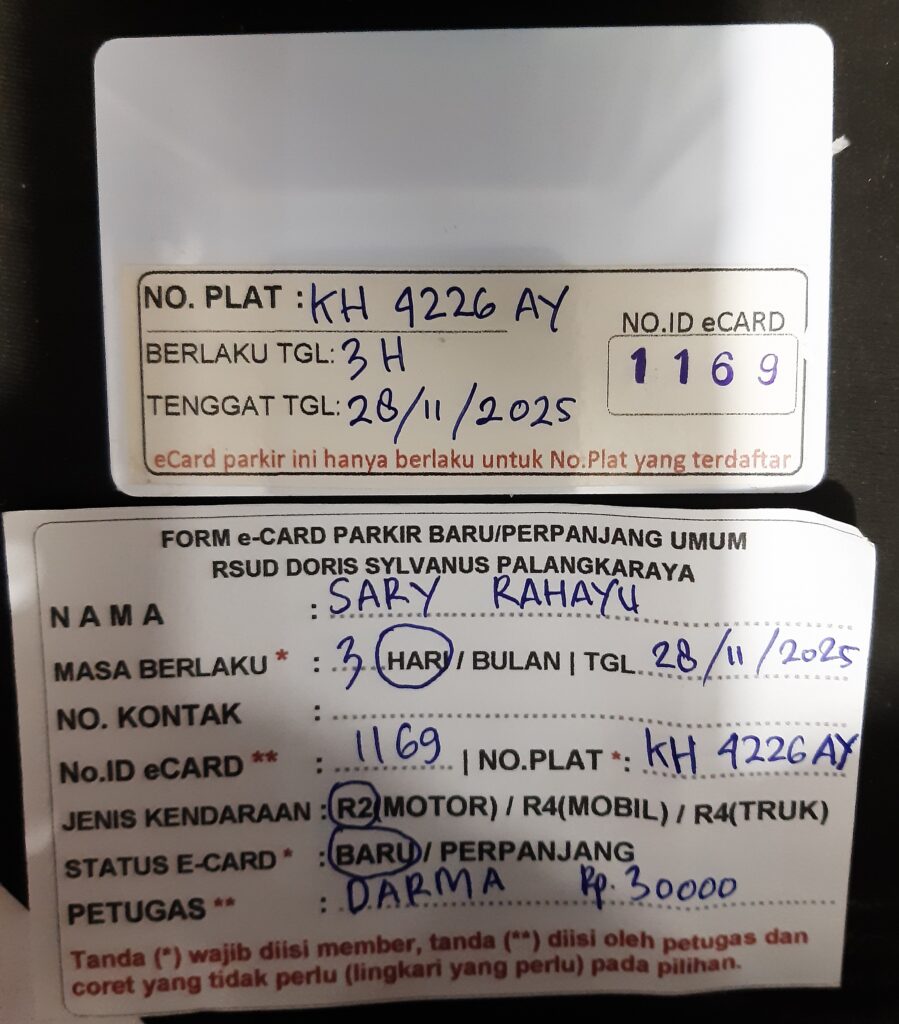 NO. PLAT : KH 4226 AY
BERLAKU TGL: 3 H
TENGGAT TGL: 28/11/2025
NO.ID eCARD
1169
eCard parkir ini hanya berlaku untuk No.Plat yang terdaftar
FORM e-CARD PARKIR BARU/PERPANJANG UMUM
RSUD DORIS SYLVANUS PALANGKARAYA
NAMA : SARY RAHAYU
MASA BERLAKU * : 3 HARI / BULAN | TGL 28/11/2025
NO. KONTAK :
No.ID eCARD ** : 1169 | NO.PLAT *: KH 4226 AY
JENIS KENDARAAN : R2(MOTOR) / R4(MOBIL) / R4(TRUK)
STATUS E-CARD * : BARU / PERPANJANG
PETUGAS ** : DARMA Rp. 30000
Tanda (*) wajib diisi member, tanda (**) diisi oleh petugas dan
coret yang tidak perlu (lingkari yang perlu) pada pilihan.